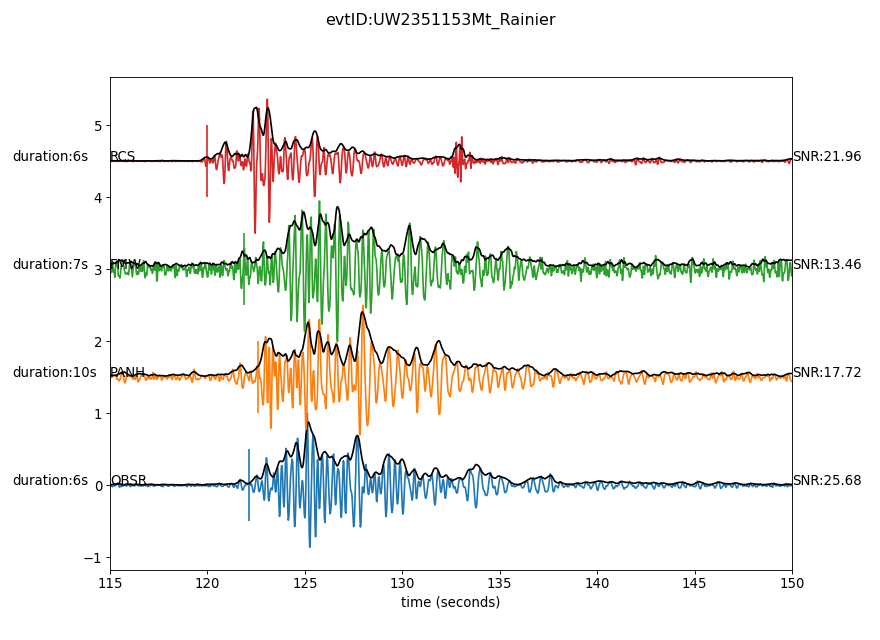 evtID:UW2351153Mt_Rainier
5
duration:6s RCS SNR:21.96
4
duration:7s 3 SNR:13.46
2
duration:10s PANH SNR:17.72
1
duration:6s OBSR SNR:25.68
0
−1
115 120 125 130 135 140 145 150
time (seconds)